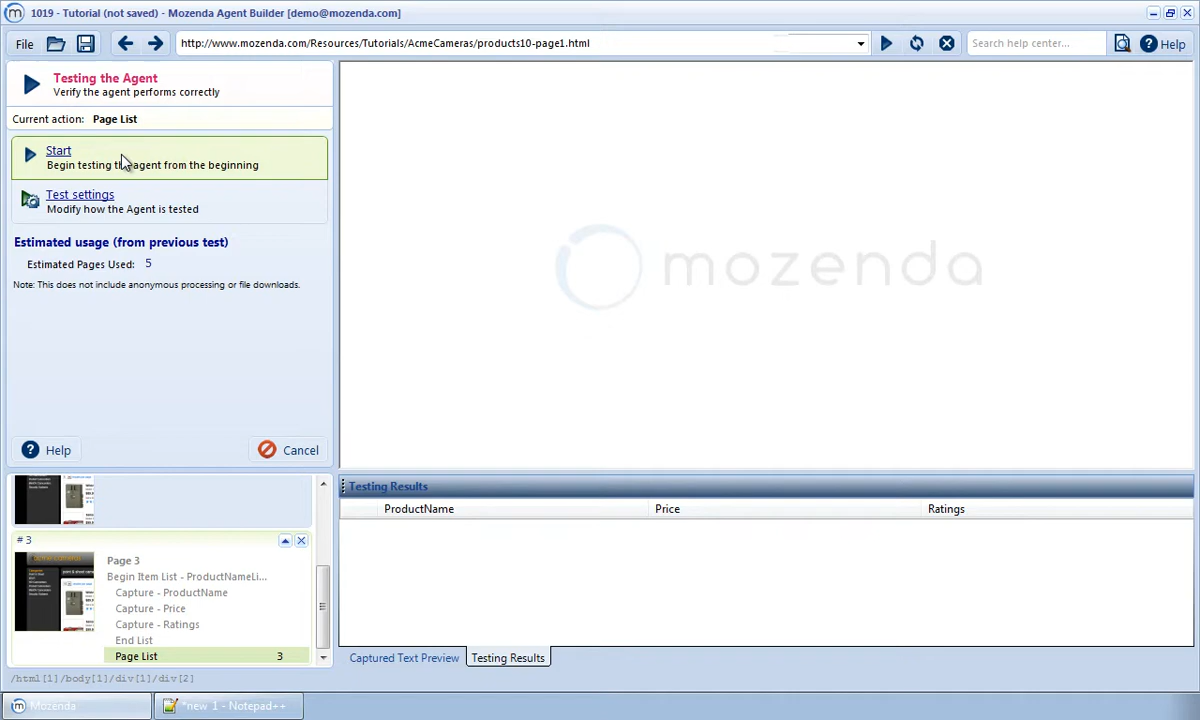 1019 - Tutorial (not saved) - Mozenda Agent Builder [demo@mozenda.com]
File
http://www.mozenda.com/Resources/Tutorials/AcmeCameras/products10-page1.html
Search help center...
Help
Testing the Agent
Verify the agent performs correctly
Current action: Page List
Start
Begin testing the agent from the beginning
Test settings
Modify how the Agent is tested
Estimated usage (from previous test)
Estimated Pages Used: 5
Note: This does not include anonymous processing or file downloads.
Help
Cancel
mozenda
# 3
Page 3
Begin Item List - ProductNameLi...
Capture - ProductName
Capture - Price
Capture - Ratings
End List
Page List 3
Testing Results
ProductName Price Ratings
Captured Text Preview
Testing Results
/html[1]/body[1]/div[1]/div[2]
Mozenda
*new 1 - Notepad++